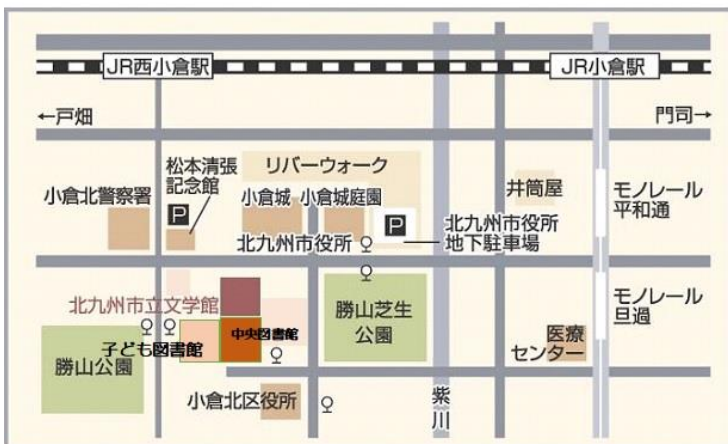 JR西小倉駅
JR小倉駅
←戸畑
門司→
松本清張
記念館
リバーウォーク
小倉北警察署
P
小倉城
小倉城庭園
P
井筒屋
モノレール
平和通
北九州市役所
北九州市役所
地下駐車場
北九州市立文学館
子ども図書館
中央図書館
勝山芝生
公園
モノレール
旦過
医療
センター
勝山公園
小倉北区役所
紫川